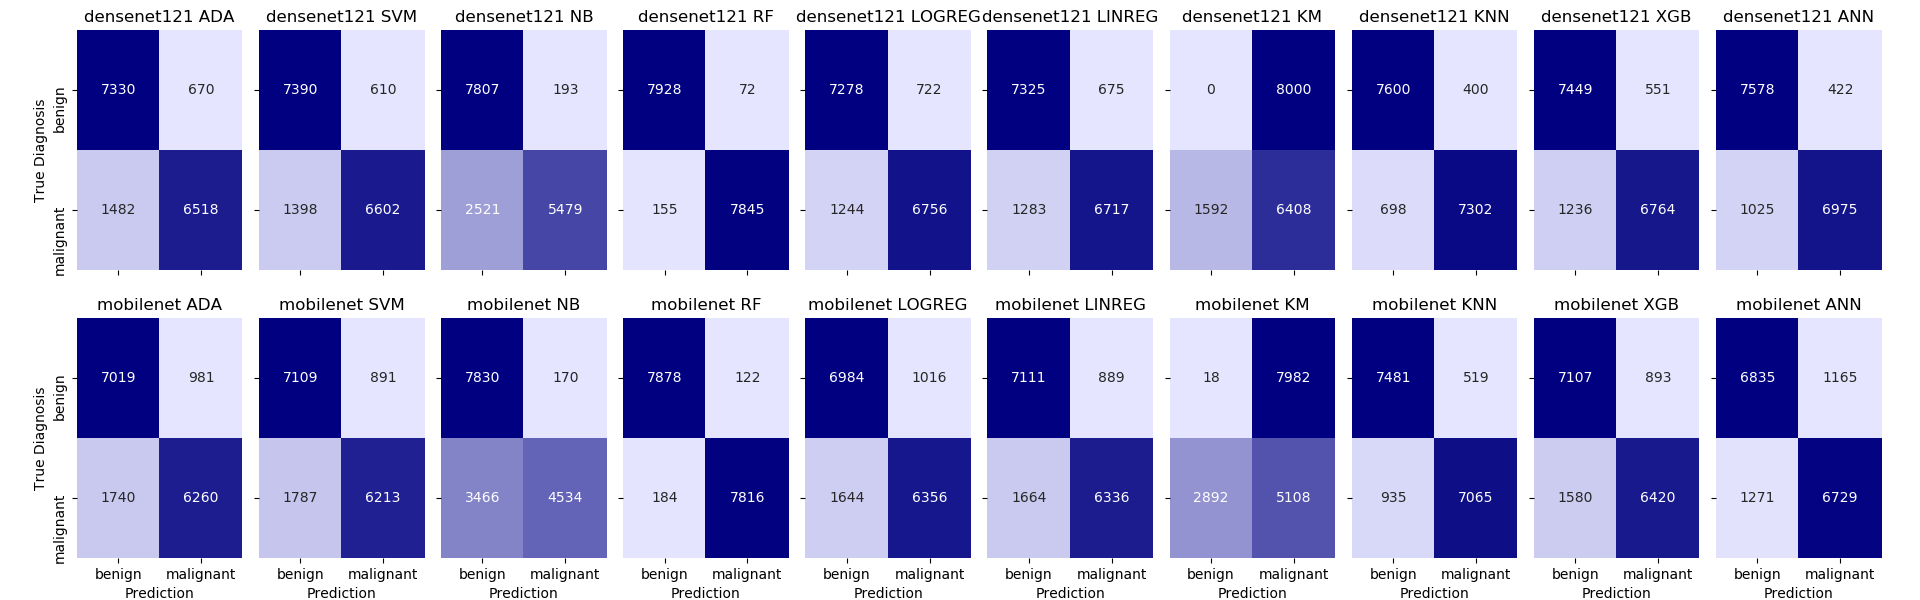 densenet121 ADA densenet121 SVM densenet121 NB densenet121 RF densenet121 LOGREG densenet121 LINREG densenet121 KM densenet121 KNN densenet121 XGB densenet121 ANN
benign 7330 670 7390 610 7807 193 7928 72 7278 722 7325 675 0 8000 7600 400 7449 551 7578 422
True Diagnosis
malignant 1482 6518 1398 6602 2521 5479 155 7845 1244 6756 1283 6717 1592 6408 698 7302 1236 6764 1025 6975
mobilenet ADA mobilenet SVM mobilenet NB mobilenet RF mobilenet LOGREG mobilenet LINREG mobilenet KM mobilenet KNN mobilenet XGB mobilenet ANN
benign 7019 981 7109 891 7830 170 7878 122 6984 1016 7111 889 18 7982 7481 519 7107 893 6835 1165
True Diagnosis
malignant 1740 6260 1787 6213 3466 4534 184 7816 1644 6356 1664 6336 2892 5108 935 7065 1580 6420 1271 6729
benign malignant benign malignant benign malignant benign malignant benign malignant benign malignant benign malignant benign malignant benign malignant benign malignant
Prediction Prediction Prediction Prediction Prediction Prediction Prediction Prediction Prediction Prediction